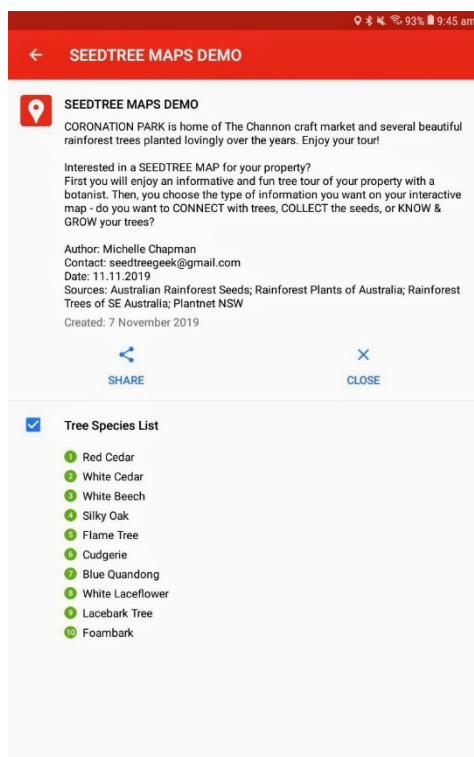 93% 9:45 am
SEEDTREE MAPS DEMO
SEEDTREE MAPS DEMO
CORONATION PARK is home of The Channon craft market and several beautiful
rainforest trees planted lovingly over the years. Enjoy your tour!
Interested in a SEEDTREE MAP for your property?
First you will enjoy an informative and fun tree tour of your property with a
botanist. Then, you choose the type of information you want on your interactive
map - do you want to CONNECT with trees, COLLECT the seeds, or KNOW &
GROW your trees?
Author: Michelle Chapman
Contact: seedtreegeek@gmail.com
Date: 11.11.2019
Sources: Australian Rainforest Seeds; Rainforest Plants of Australia; Rainforest
Trees of SE Australia; Plantnet NSW
Created: 7 November 2019
SHARE CLOSE
Tree Species List
1 Red Cedar
2 White Cedar
3 White Beech
4 Silky Oak
5 Flame Tree
6 Cudgerie
7 Blue Quandong
8 White Laceflower
9 Lacebark Tree
10 Foambark